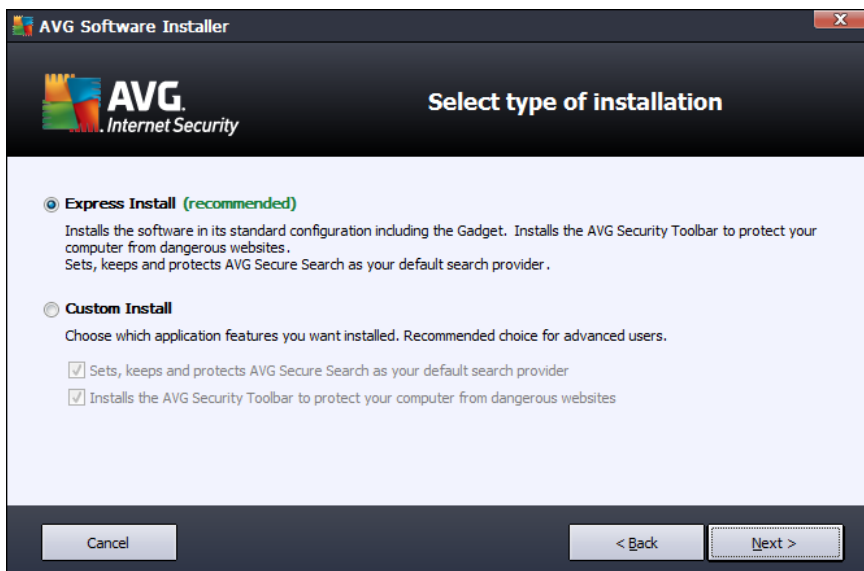 AVG Software Installer
X
AVG.
Internet Security
Select type of installation
Express Install (recommended)
Installs the software in its standard configuration including the Gadget. Installs the AVG Security Toolbar to protect your
computer from dangerous websites.
Sets, keeps and protects AVG Secure Search as your default search provider.
Custom Install
Choose which application features you want installed. Recommended choice for advanced users.
Sets, keeps and protects AVG Secure Search as your default search provider
Installs the AVG Security Toolbar to protect your computer from dangerous websites
Cancel
< Back
Next >